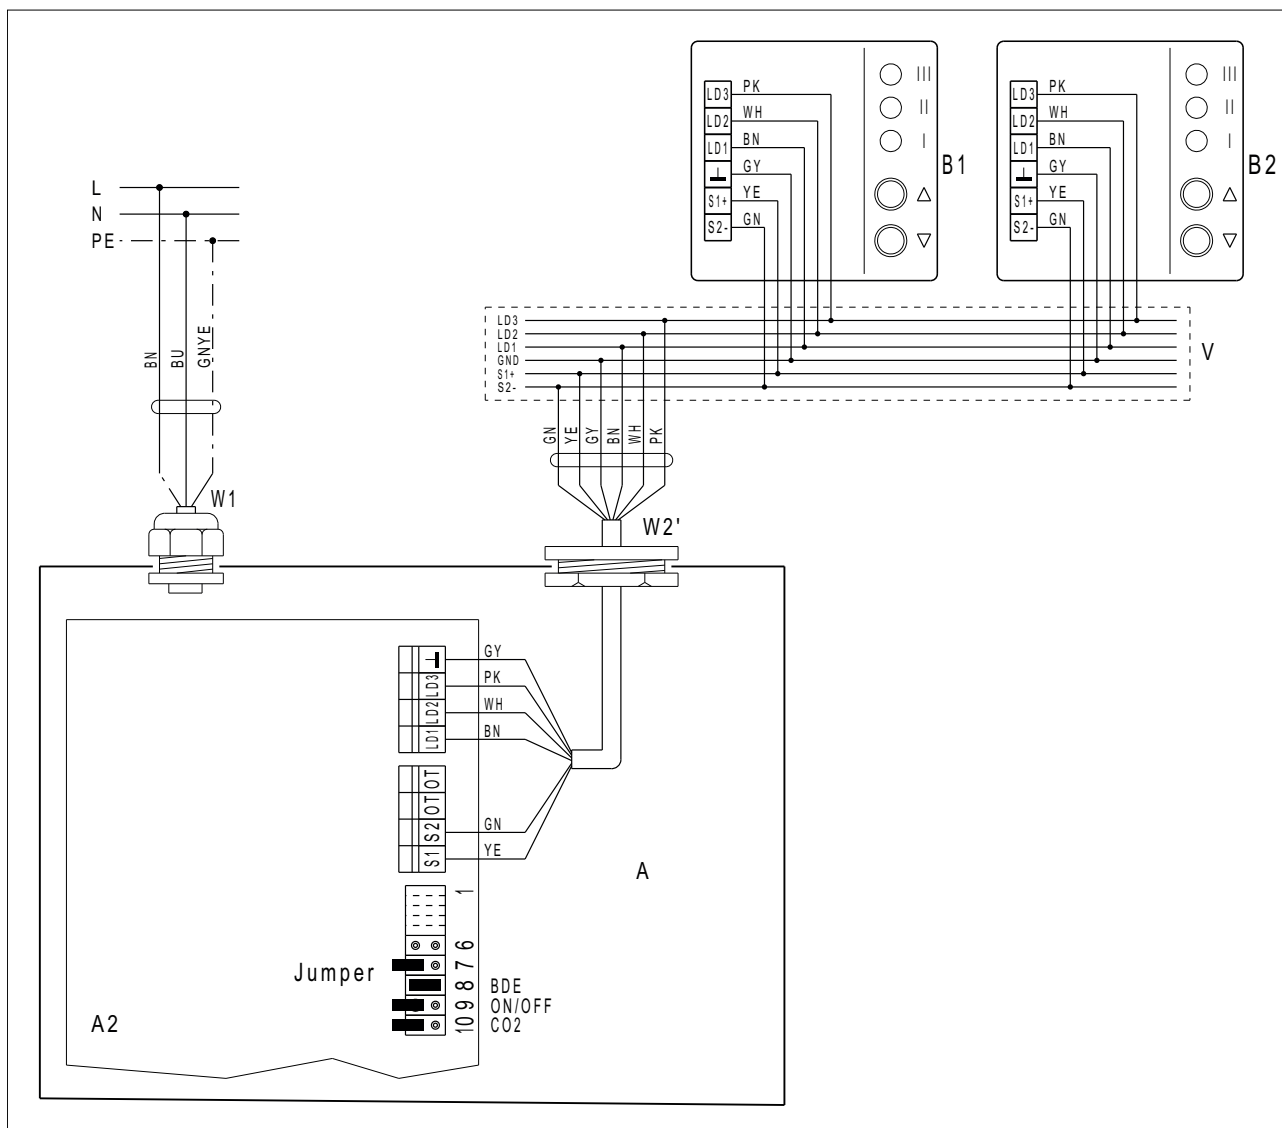 LD3 PK
LD2 WH
LD1 BN
GY
S1+ YE
S2- GN
III
II
I
B1
LD3 PK
LD2 WH
LD1 BN
GY
S1+ YE
S2- GN
III
II
I
B2
L
N
PE
BN
BU
GNYE
W1
LD3
LD2
LD1
GND
S1+
S2-
V
GN
YE
GY
BN
WH
PK
W2'
GY
LD3 PK
LD2 WH
LD1 BN
OT
OT
S2 GN
S1 YE
A
1
6
Jumper 7
8 BDE
9 ON/OFF
10 CO2
A2